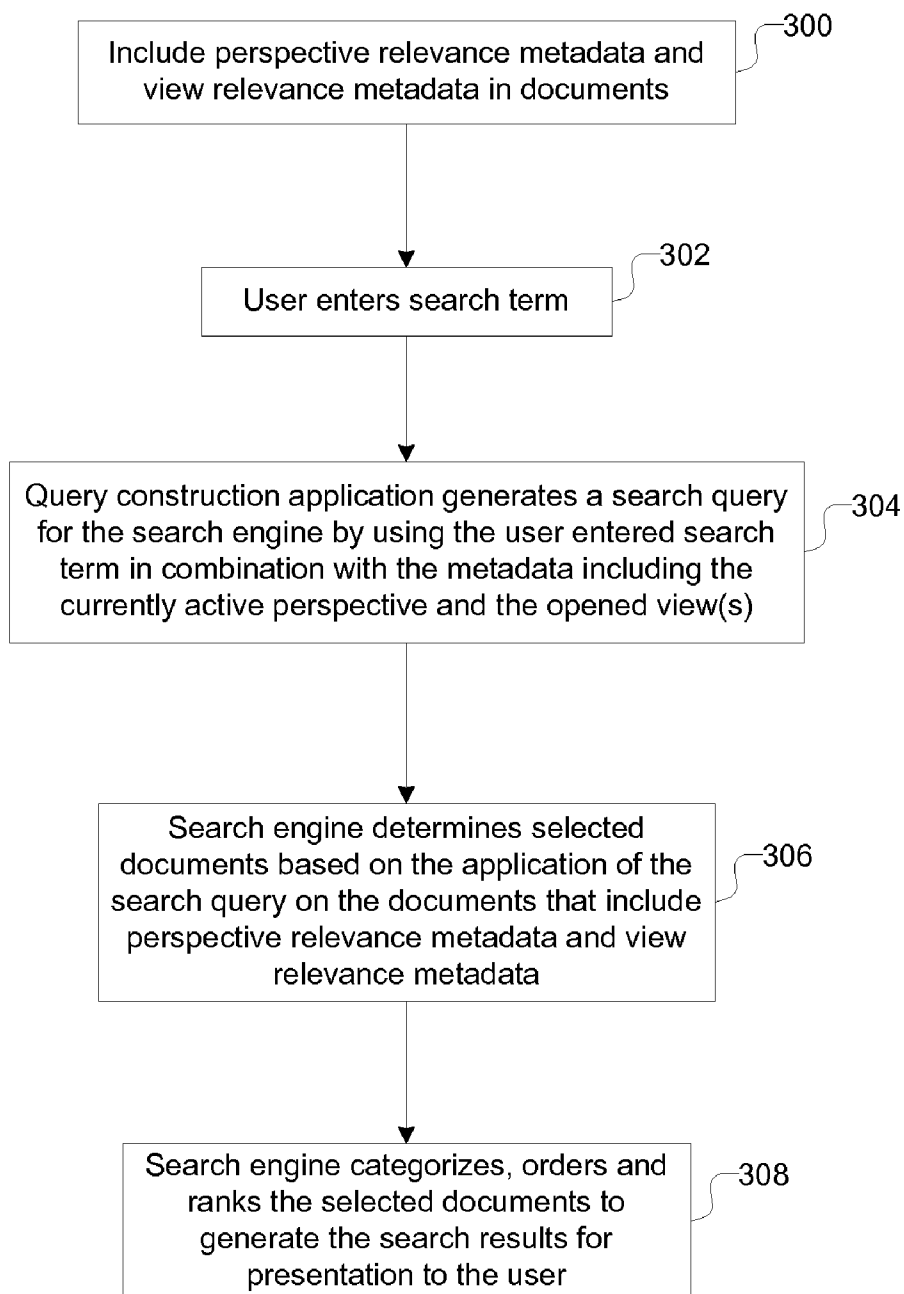 300
Include perspective relevance metadata and
view relevance metadata in documents
302
User enters search term
Query construction application generates a search query
for the search engine by using the user entered search
term in combination with the metadata including the
currently active perspective and the opened view(s)
304
Search engine determines selected
documents based on the application of the
search query on the documents that include
perspective relevance metadata and view
relevance metadata
306
Search engine categorizes, orders and
ranks the selected documents to
generate the search results for
presentation to the user
308